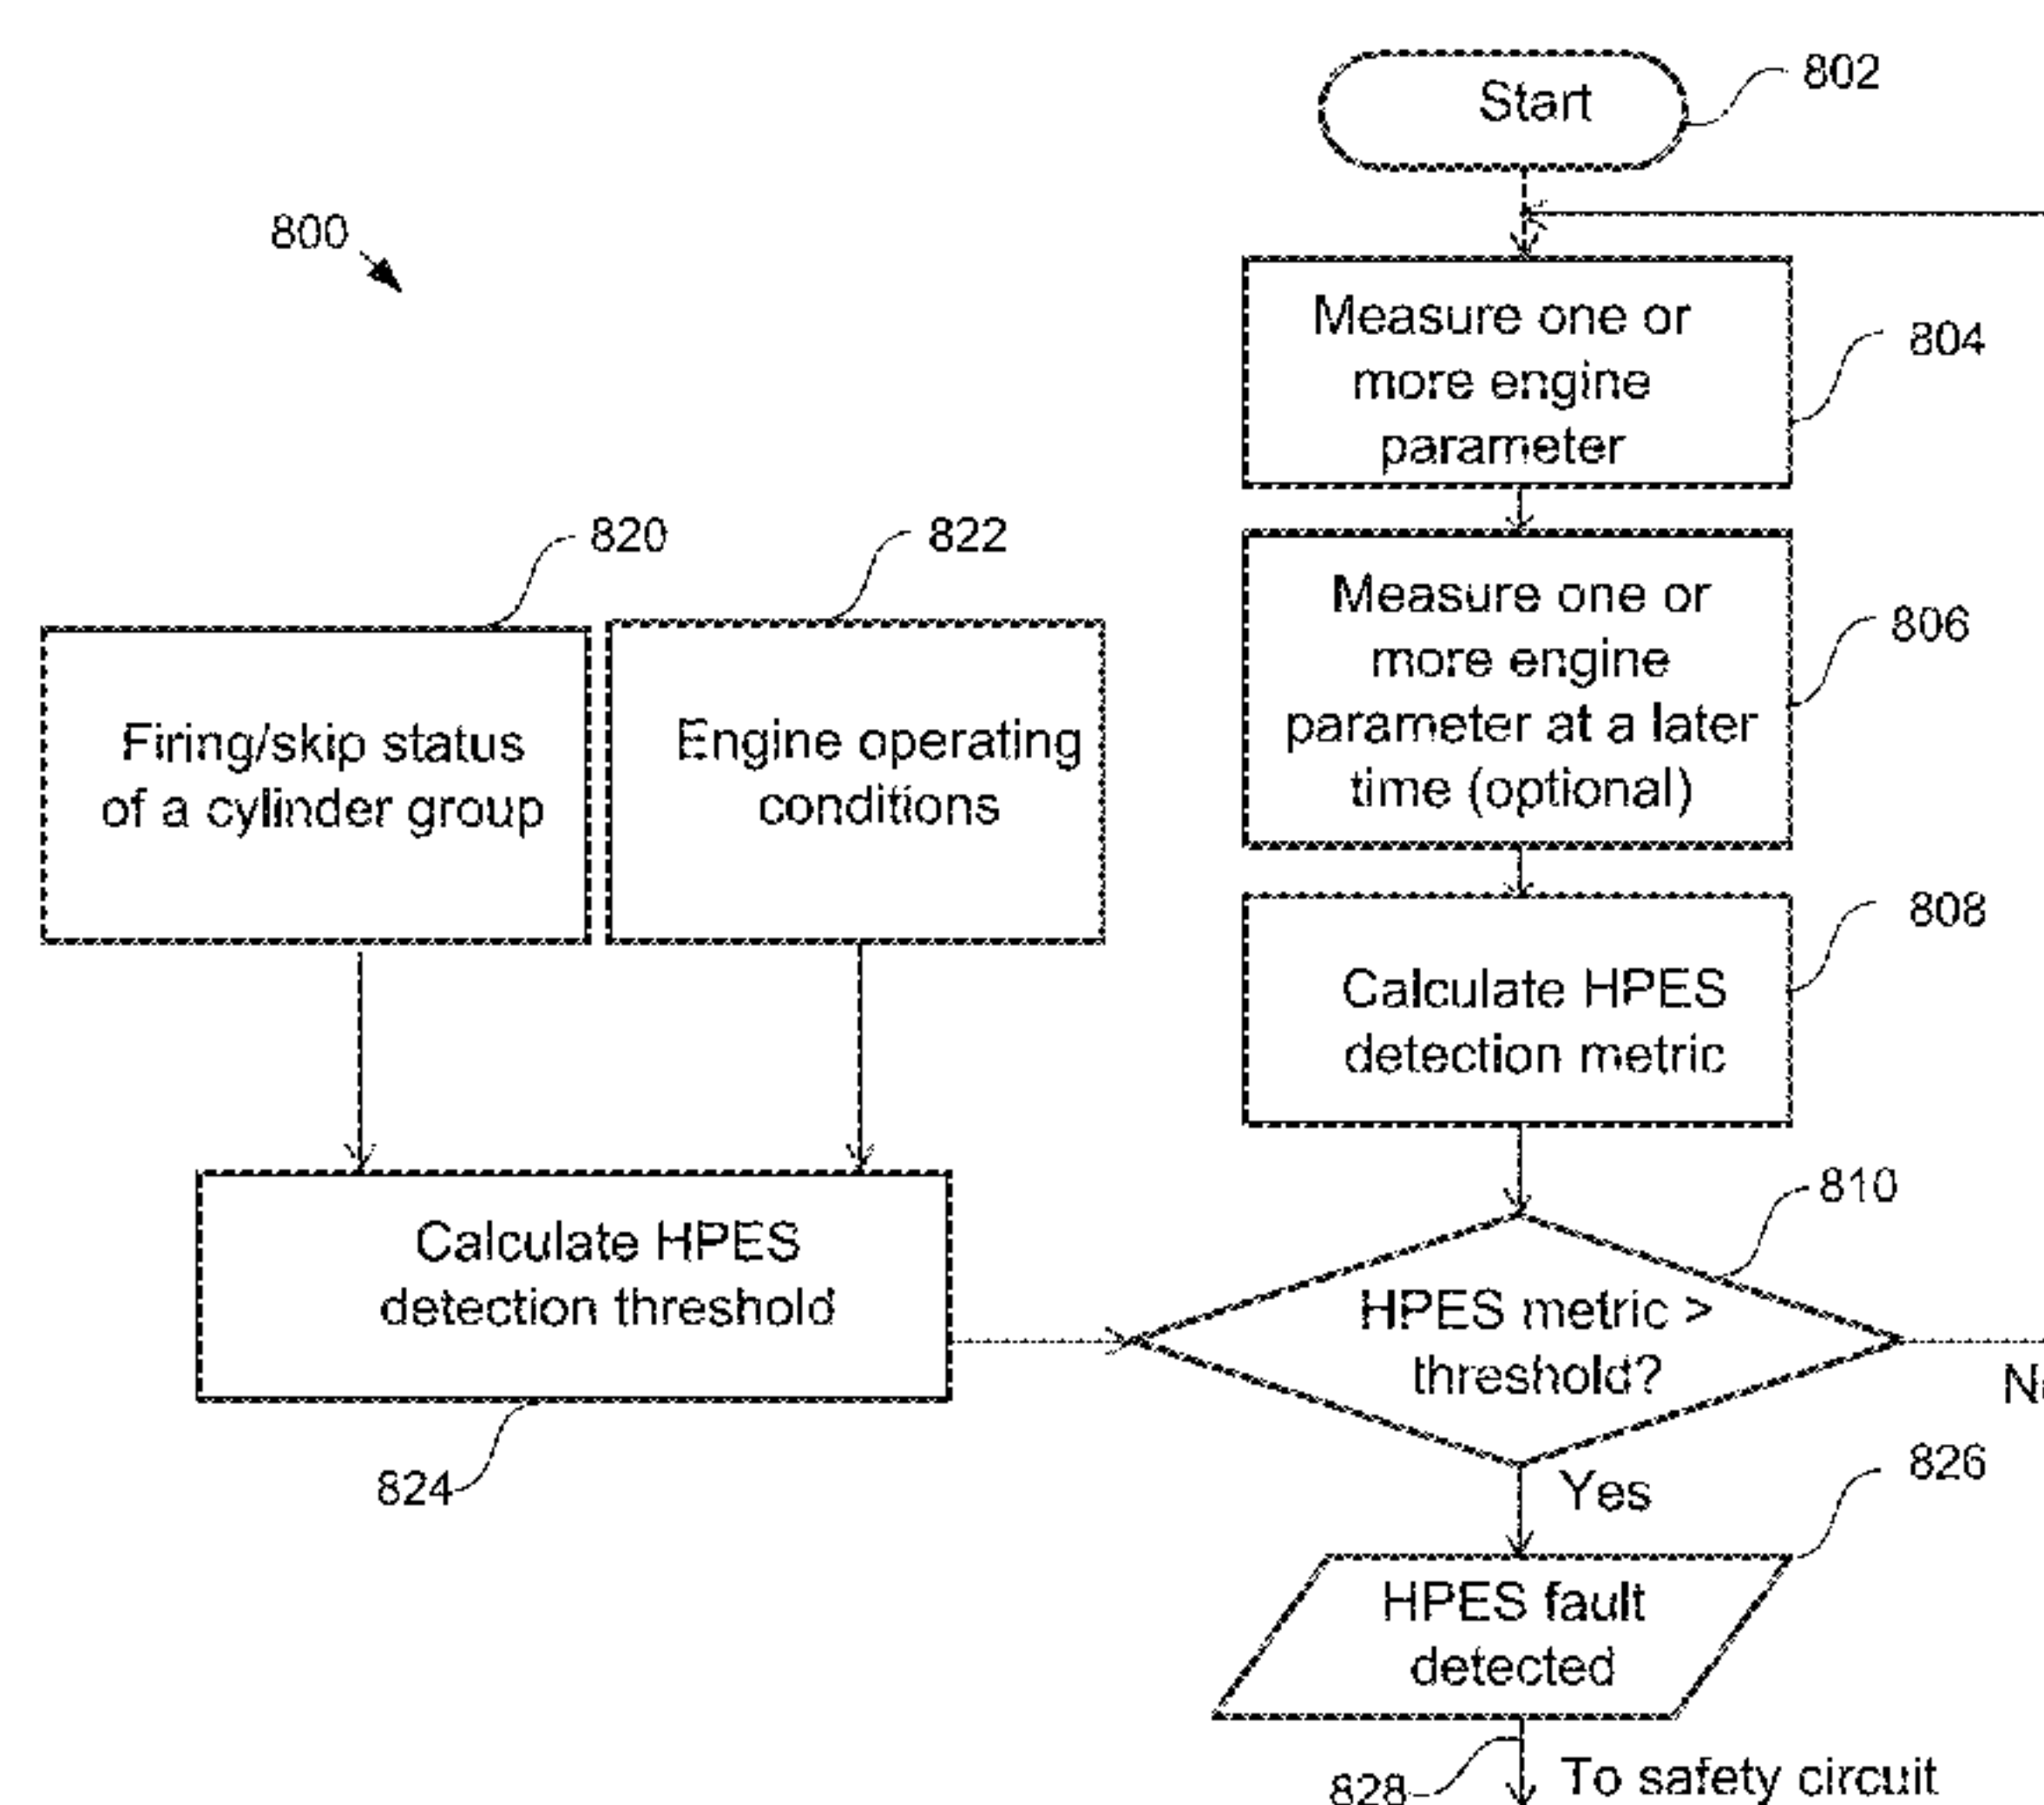 Start
802
800
Measure one or
more engine
parameter
804
820
822
Measure one or
more engine
parameter at a later
time (optional)
806
Firing/skip status
of a cylinder group
Engine operating
conditions
Calculate HPES
detection metric
808
Calculate HPES
detection threshold
824
810
HPES metric >
threshold?
Yes
826
HPES fault
detected
828
To safety circuit